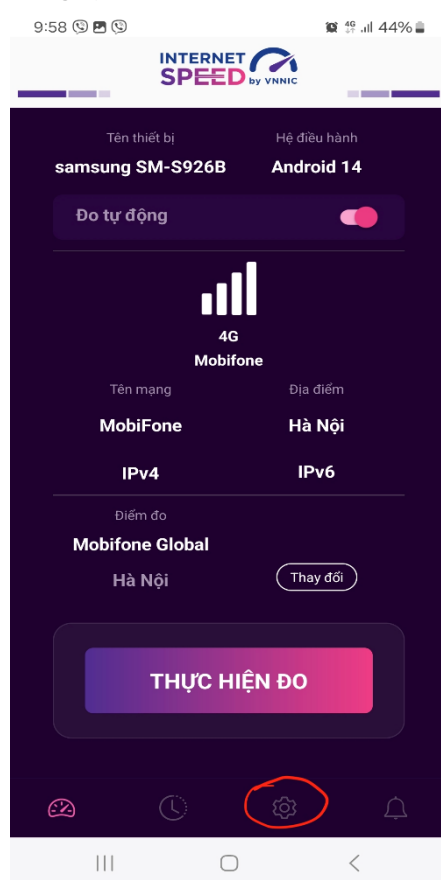 9:58 4G 44%
INTERNET
SPEED by VNNIC
Tên thiết bị Hệ điều hành
samsung SM-S926B Android 14
Đo tự động
4G
Mobifone
Tên mạng Địa điểm
MobiFone Hà Nội
IPv4 IPv6
Điểm đo
Mobifone Global
Hà Nội Thay đổi
THỰC HIỆN ĐO